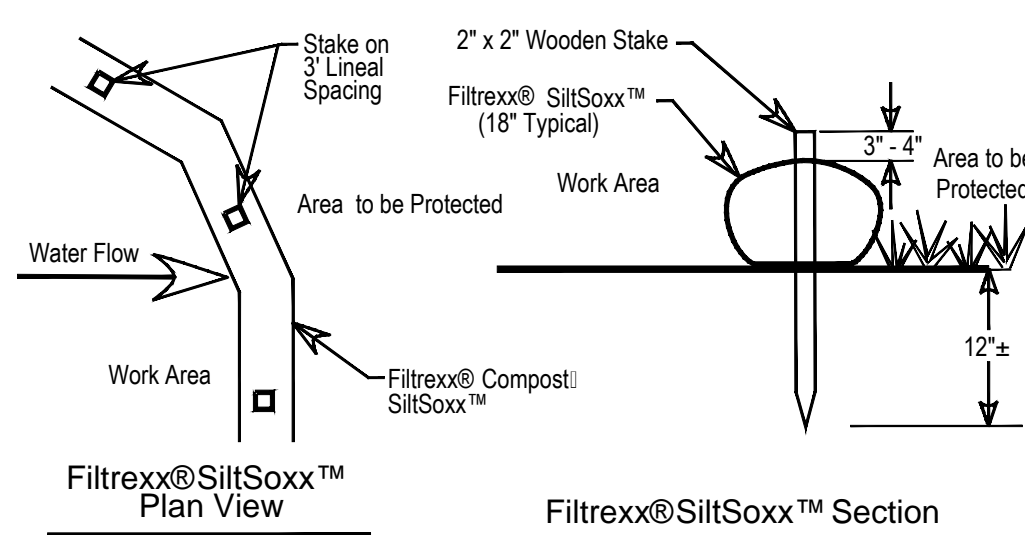 Stake on
3' Lineal
Spacing
Area to be Protected
Water Flow
Work Area
Filtrexx® Compost
SiltSoxx™
Filtrexx®SiltSoxx™
Plan View
2" x 2" Wooden Stake
Filtrexx® SiltSoxx™
(18" Typical)
Work Area
3" - 4"
Area to be
Protected
12"±
Filtrexx®SiltSoxx™ Section